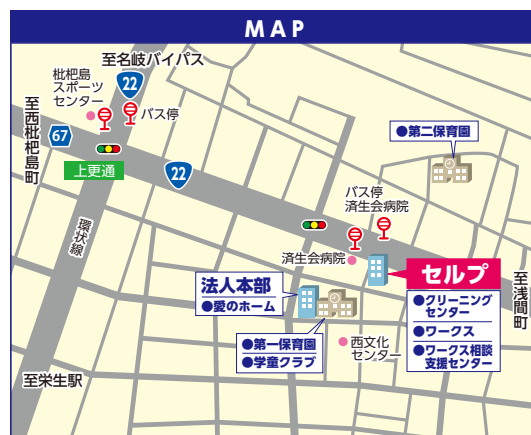 MAP
至名岐バイパス
枇杷島
スポーツ
センター
22
バス停
至西枇杷島町
67
上更通
22
第二保育園
バス停
済生会病院
環状線
済生会病院
セルプ
法人本部
●愛のホーム
●クリーニング
センター
●ワークス
●ワークス相談
支援センター
至浅間町
●第一保育園
●学童クラブ
西文化
センター
至栄生駅